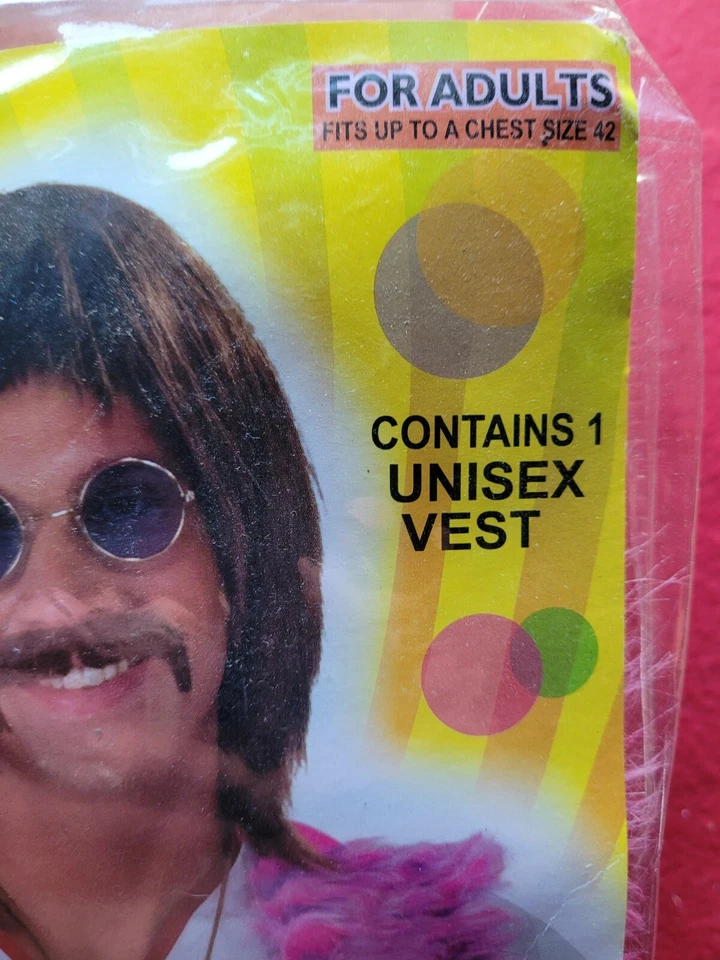 FOR ADULTS
FITS UP TO A CHEST SIZE 42
CONTAINS 1
UNISEX
VEST